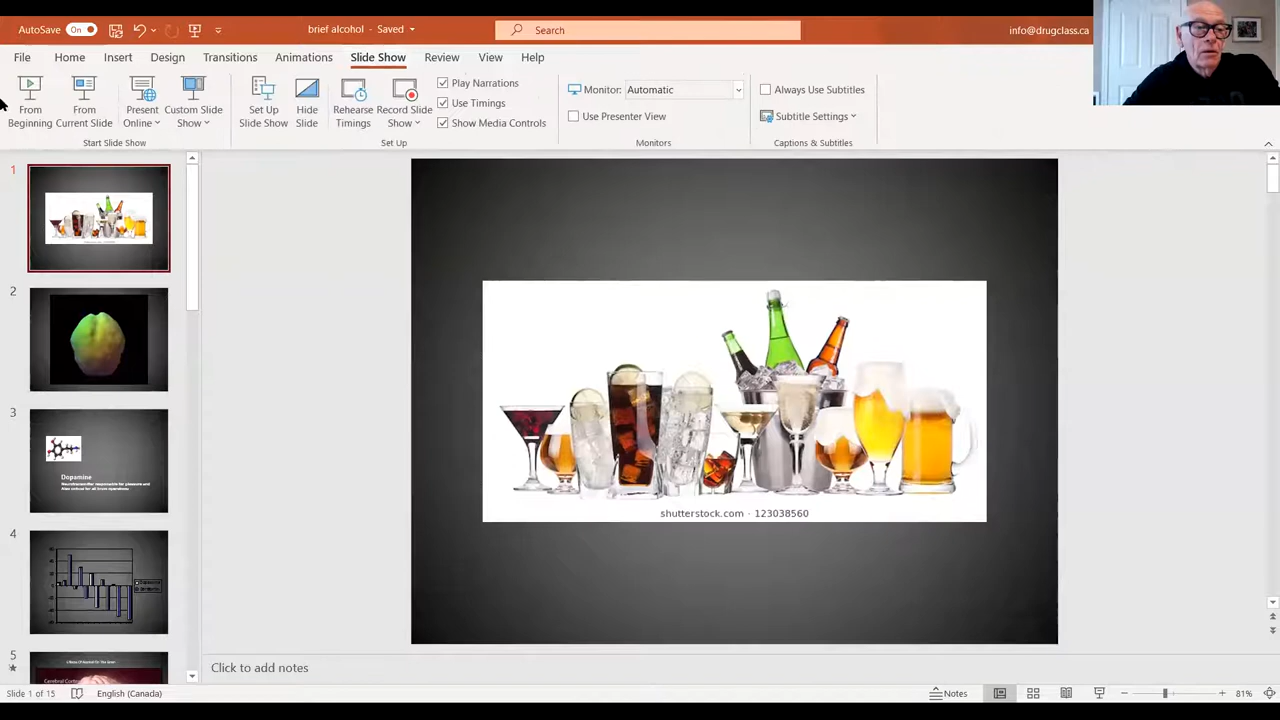 AutoSave
On
brief alcohol - Saved
Search
info@drugclass.ca
File
Home
Insert
Design
Transitions
Animations
Slide Show
Review
View
Help
From
Beginning
From
Current Slide
Present
Online
Custom Slide
Show
Set Up
Slide Show
Hide
Slide
Rehearse
Timings
Record Slide
Show
Play Narrations
Use Timings
Show Media Controls
Monitor:
Automatic
Use Presenter View
Always Use Subtitles
Subtitle Settings
Start Slide Show
Set Up
Monitors
Captions & Subtitles
1
2
3
Dopamine
4
5
Cerebral Cortex
shutterstock.com · 123038560
Click to add notes
Slide 1 of 15
English (Canada)
Notes
81%